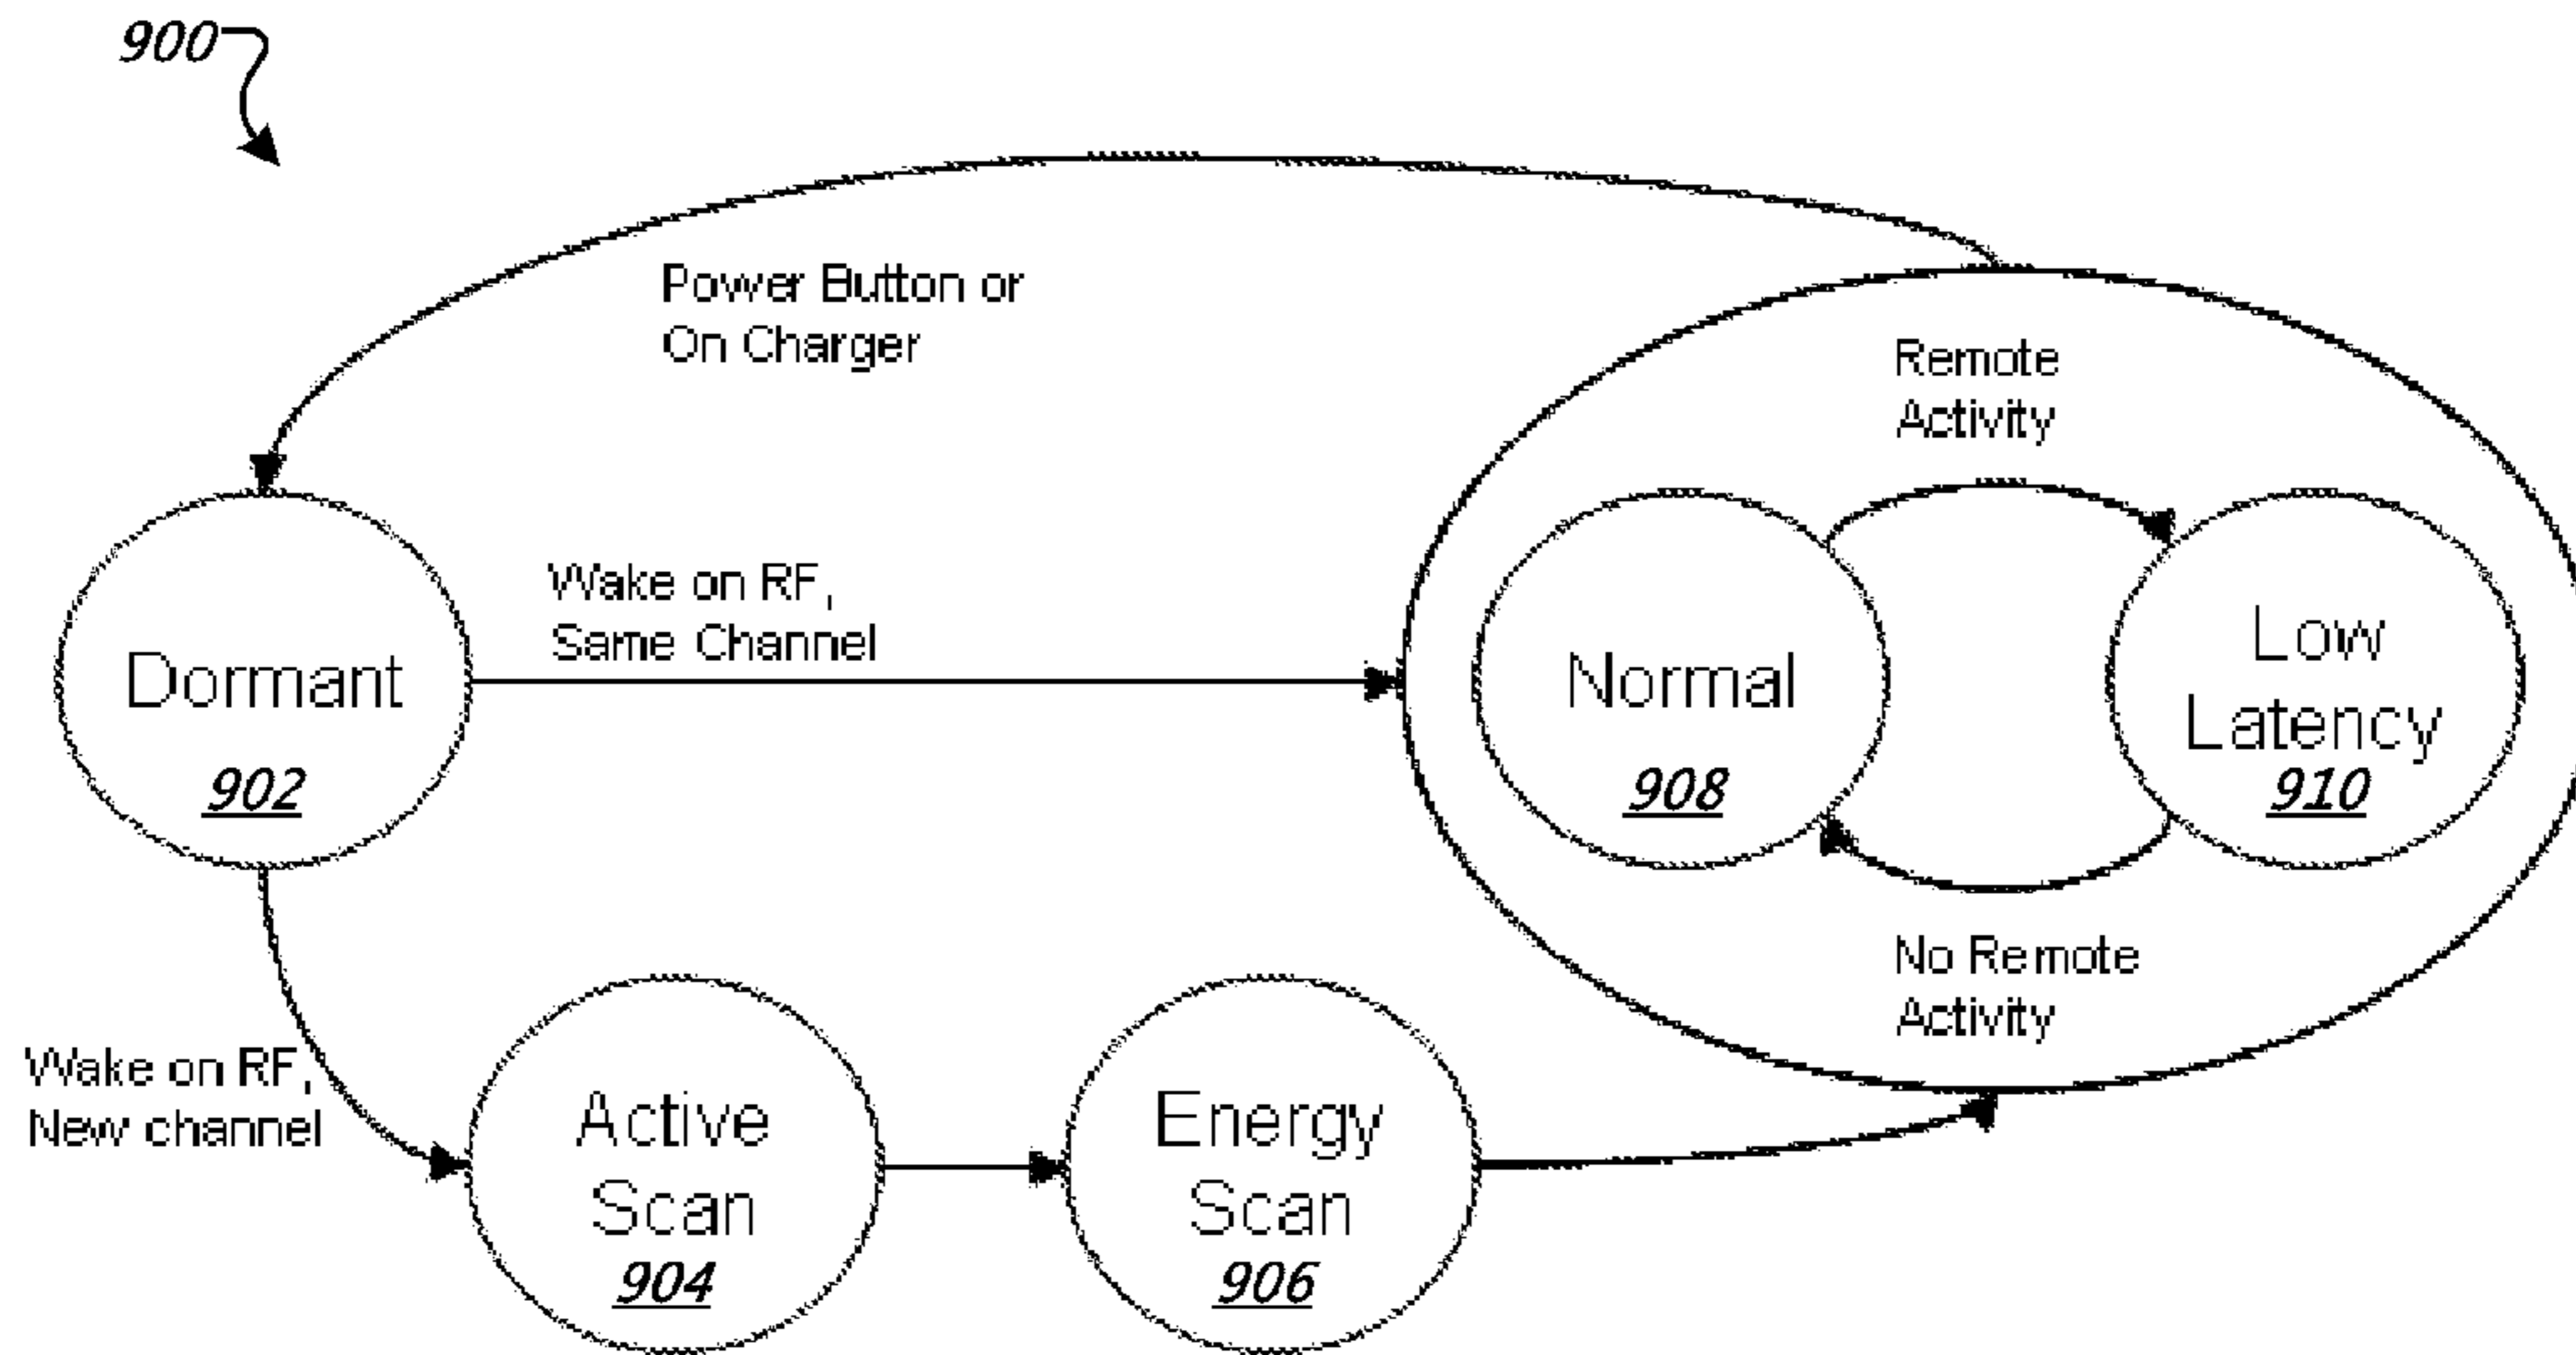 900
Power Button or
On Charger
Remote
Activity
Wake on RF,
Same Channel
Dormant
902
Normal
908
Low
Latency
910
No Remote
Activity
Wake on RF,
New channel
Active
Scan
904
Energy
Scan
906